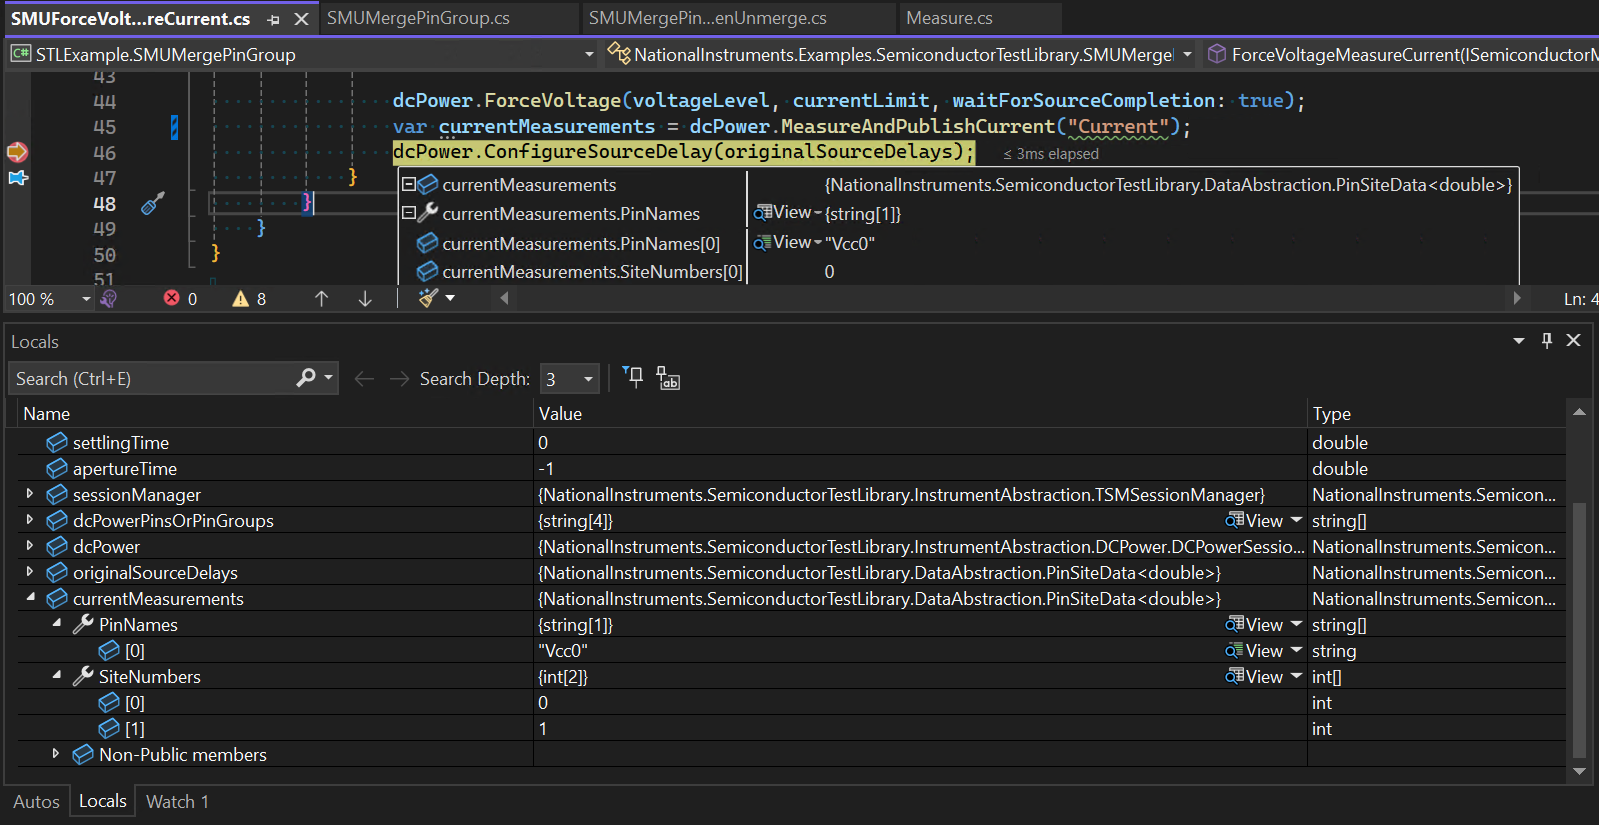 SMUForceVolt...reCurrent.cs
SMUMergePinGroup.cs
SMUMergePin...enUnmerge.cs
Measure.cs
C# STLExample.SMUMergePinGroup
NationalInstruments.Examples.SemiconductorTestLibrary.SMUMerge
ForceVoltageMeasureCurrent(ISemiconductorM
43
44 dcPower.ForceVoltage(voltageLevel, currentLimit, waitForSourceCompletion: true);
45 var currentMeasurements = dcPower.MeasureAndPublishCurrent("Current");
46 dcPower.ConfigureSourceDelay(originalSourceDelays); ≤ 3ms elapsed
47 }
48 }
49 }
50 }
51
currentMeasurements {NationalInstruments.SemiconductorTestLibrary.DataAbstraction.PinSiteData<double>}
currentMeasurements.PinNames View {string[1]}
currentMeasurements.PinNames[0] View "Vcc0"
currentMeasurements.SiteNumbers[0] 0
100 % 0 8 Ln: 4
Locals
Search (Ctrl+E) Search Depth: 3 ab
Name Value Type
settlingTime 0 double
apertureTime -1 double
sessionManager {NationalInstruments.SemiconductorTestLibrary.InstrumentAbstraction.TSMSessionManager} NationalInstruments.Semicon...
dcPowerPinsOrPinGroups {string[4]} View string[]
dcPower {NationalInstruments.SemiconductorTestLibrary.InstrumentAbstraction.DCPower.DCPowerSessio... NationalInstruments.Semicon...
originalSourceDelays {NationalInstruments.SemiconductorTestLibrary.DataAbstraction.PinSiteData<double>} NationalInstruments.Semicon...
currentMeasurements {NationalInstruments.SemiconductorTestLibrary.DataAbstraction.PinSiteData<double>} NationalInstruments.Semicon...
PinNames {string[1]} View string[]
[0] "Vcc0" View string
SiteNumbers {int[2]} View int[]
[0] 0 int
[1] 1 int
Non-Public members
Autos Locals Watch 1